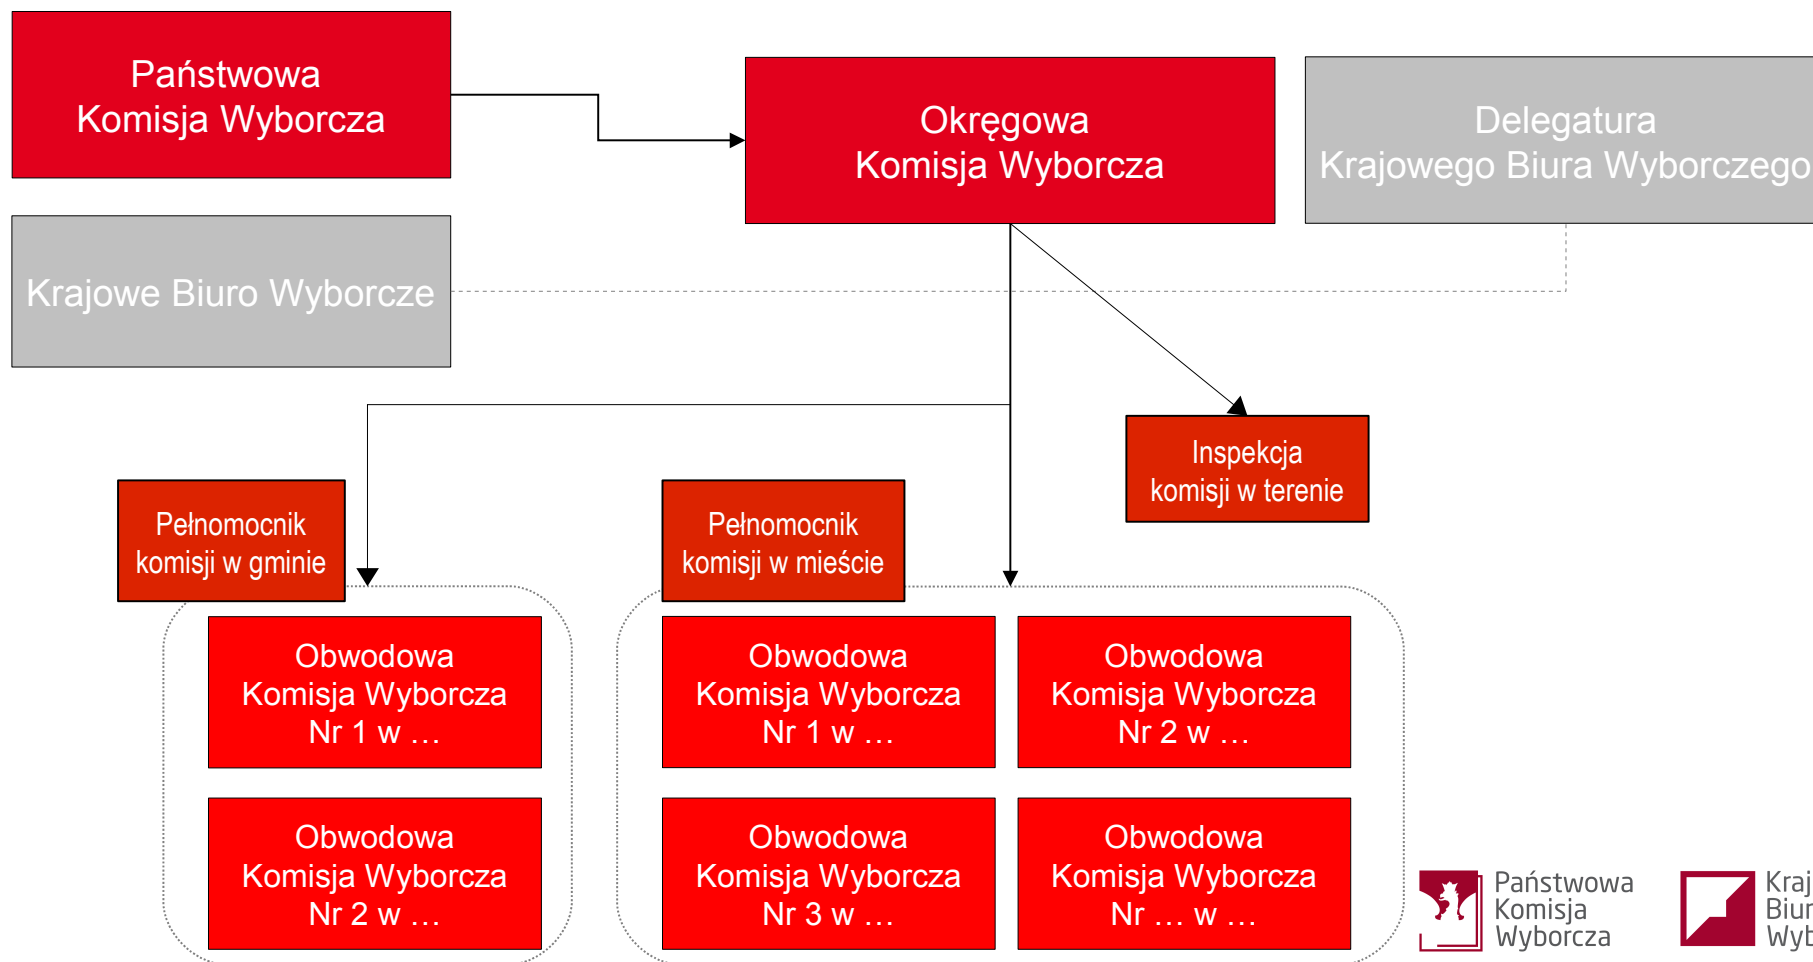 Państwowa
Komisja Wyborcza
Okręgowa
Komisja Wyborcza
Delegatura
Krajowego Biura Wyborczego
Krajowe Biuro Wyborcze
Inspekcja
komisji w terenie
Pełnomocnik
komisji w gminie
Pełnomocnik
komisji w mieście
Obwodowa
Komisja Wyborcza
Nr 1 w …
Obwodowa
Komisja Wyborcza
Nr 2 w …
Obwodowa
Komisja Wyborcza
Nr 1 w …
Obwodowa
Komisja Wyborcza
Nr 2 w …
Obwodowa
Komisja Wyborcza
Nr 3 w …
Obwodowa
Komisja Wyborcza
Nr … w …
Państwowa
Komisja
Wyborcza